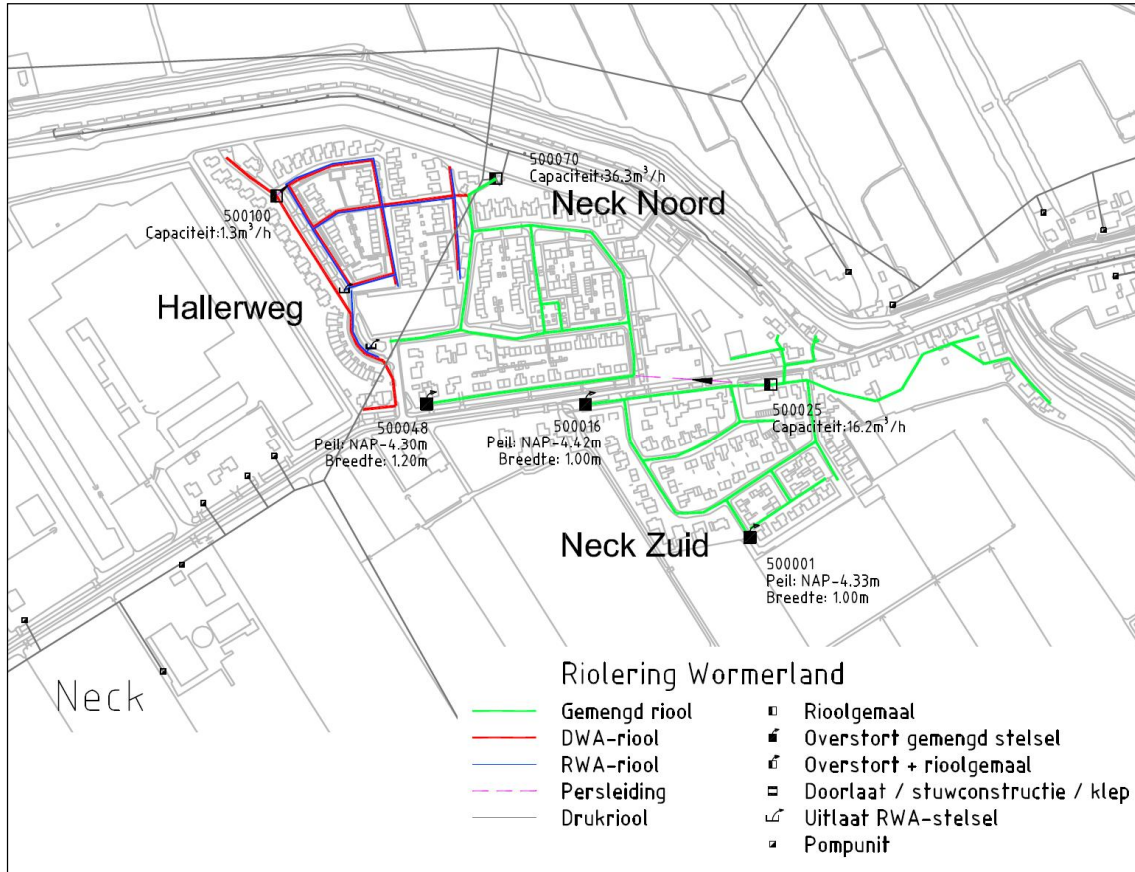 500070
Capaciteit:36.3m³/h
Neck Noord
500100
Capaciteit:1.3m³/h
Hallerweg
500025
Capaciteit:16.2m³/h
500048
Peil: NAP-4.30m
Breedte: 1.20m
500016
Peil: NAP-4.42m
Breedte: 1.00m
Neck Zuid
500001
Peil: NAP-4.33m
Breedte: 1.00m
Neck
Riolering Wormerland
Gemengd riool
DWA-riool
RWA-riool
Persleiding
Drukriool
Rioolgemaal
Overstort gemengd stelsel
Overstort + rioolgemaal
Doorlaat / stuwconstructie / klep
Uitlaat RWA-stelsel
Pompunit